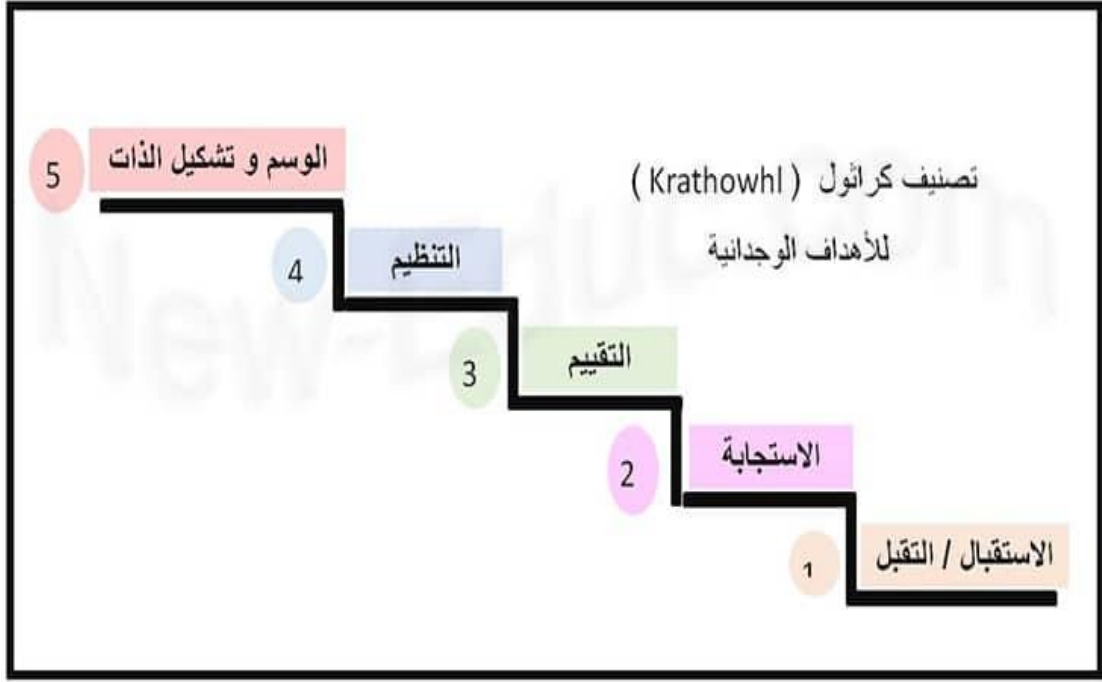 تصنيف كراثول ( Krathowhl )
للأهداف الوجدانية
5 الوسم و تشكيل الذات
4 التنظيم
3 التقييم
2 الاستجابة
1 الاستقبال / التقبل